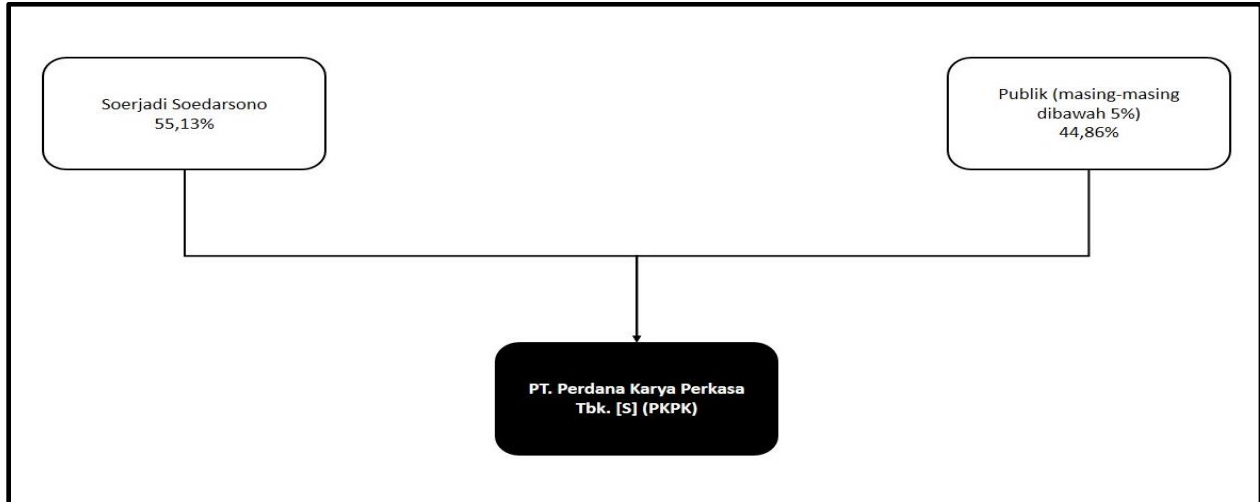 Soerjadi Soedarsono
55,13%
Publik (masing-masing
dibawah 5%)
44,86%
PT. Perdana Karya Perkasa
Tbk. [S] (PKPK)